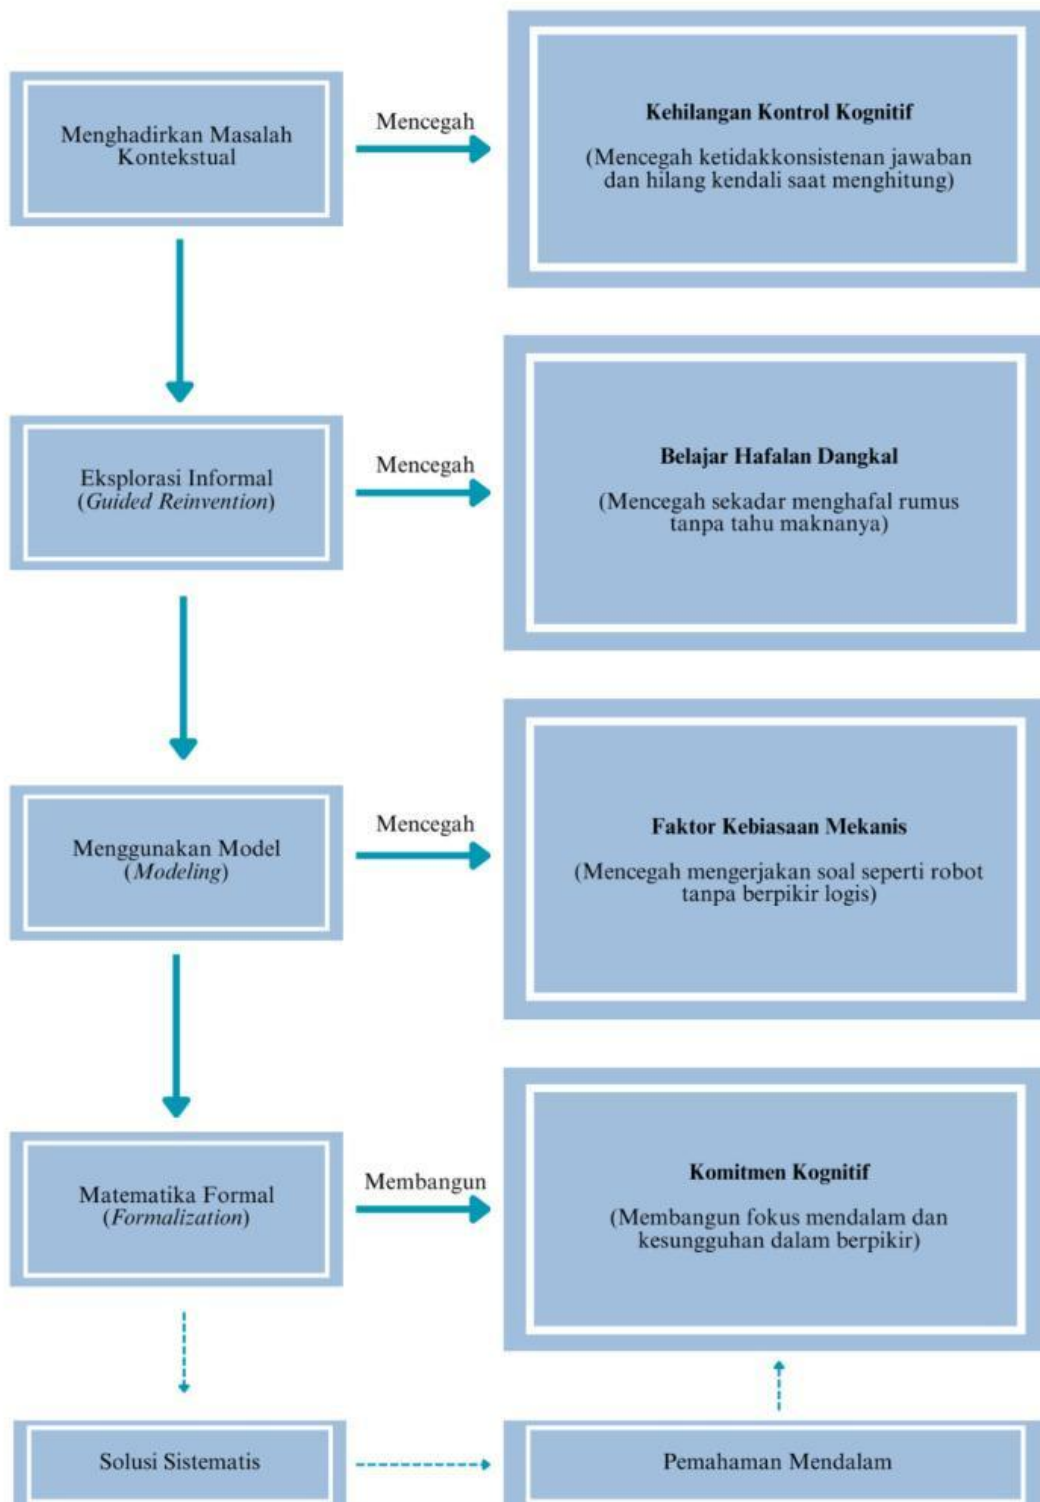 Menghadirkan Masalah
Kontekstual
Mencegah
Kehilangan Kontrol Kognitif
(Mencegah ketidakkonsistenan jawaban
dan hilang kendali saat menghitung)
Eksplorasi Informal
(Guided Reinvention)
Mencegah
Belajar Hafalan Dangkal
(Mencegah sekadar menghafal rumus
tanpa tahu maknanya)
Menggunakan Model
(Modeling)
Mencegah
Faktor Kebiasaan Mekanis
(Mencegah mengerjakan soal seperti robot
tanpa berpikir logis)
Matematika Formal
(Formalization)
Membangun
Komitmen Kognitif
(Membangun fokus mendalam dan
kesungguhan dalam berpikir)
Solusi Sistematis
Pemahaman Mendalam